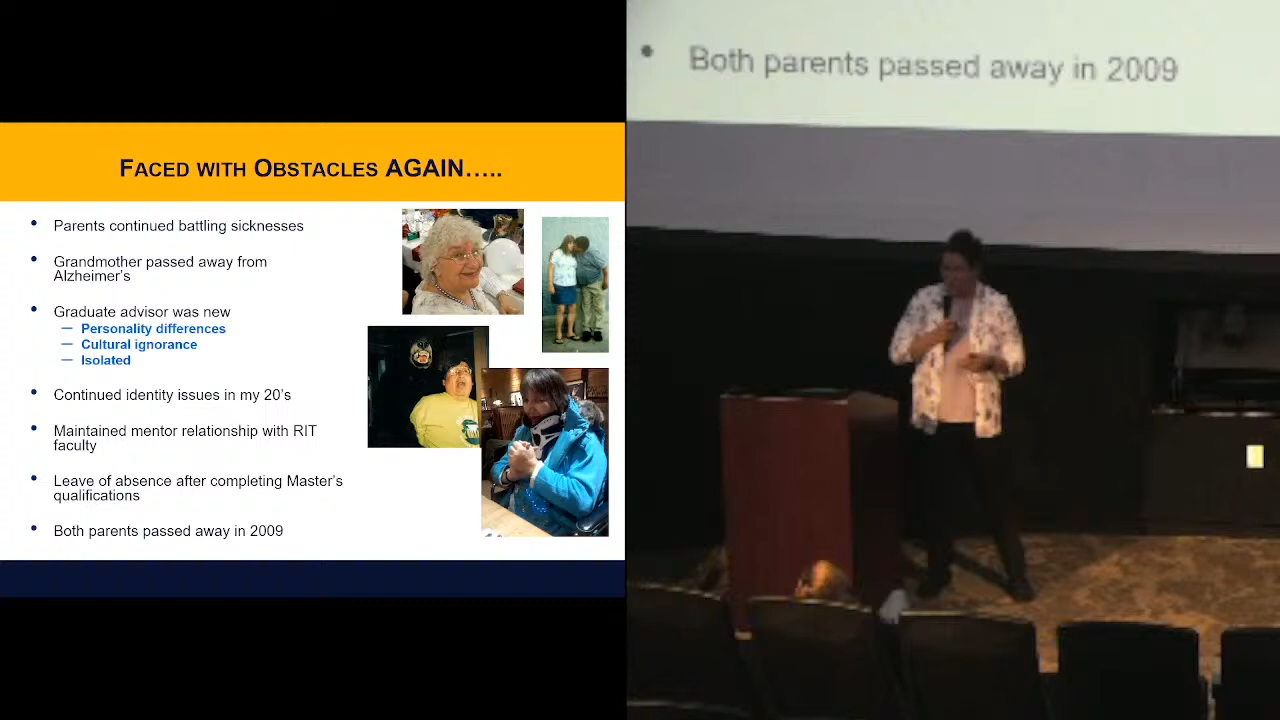 FACED WITH OBSTACLES AGAIN…..
• Parents continued battling sicknesses
• Grandmother passed away from
Alzheimer's
• Graduate advisor was new
— Personality differences
— Cultural ignorance
— Isolated
• Continued identity issues in my 20's
• Maintained mentor relationship with RIT
faculty
• Leave of absence after completing Master's
qualifications
• Both parents passed away in 2009
• Both parents passed away in 2009